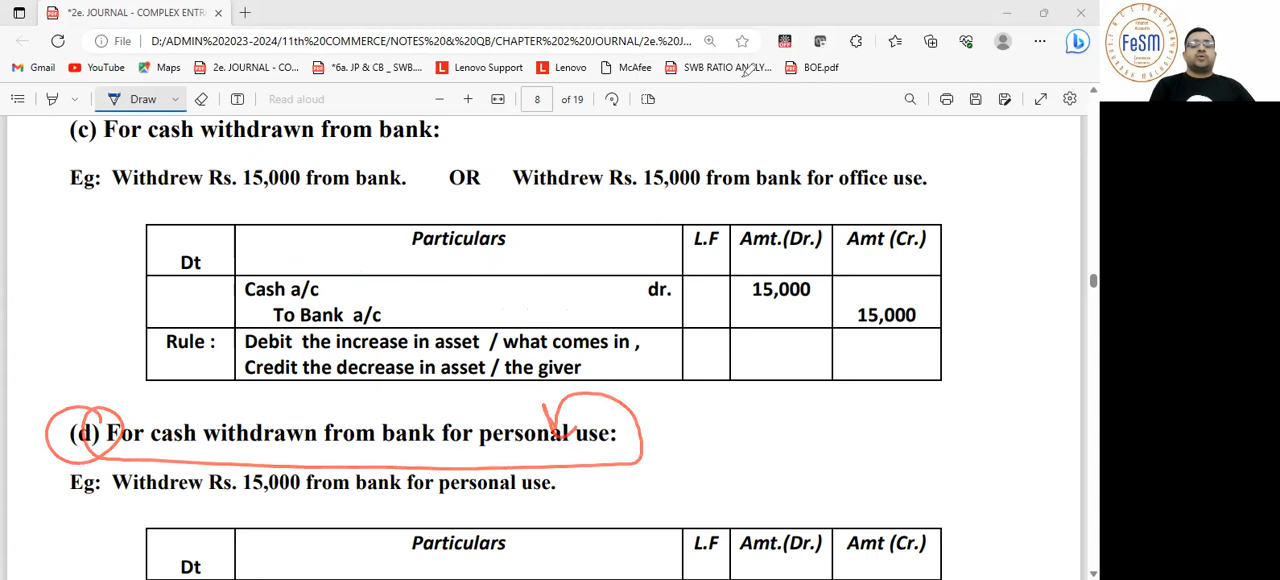 *2e. JOURNAL - COMPLEX ENTR
File D:/ADMIN%202023-2024/11th%20COMMERCE/NOTES%20&%20QB/CHAPTER%202%20JOURNAL/2e.%20J...
Gmail YouTube Maps 2e. JOURNAL - CO... *6a. JP & CB _ SWB.... Lenovo Support Lenovo McAfee SWB RATIO ANALY... BOE.pdf
Draw Read aloud 8 of 19
FeSM
(c) For cash withdrawn from bank:
Eg: Withdrew Rs. 15,000 from bank. OR Withdrew Rs. 15,000 from bank for office use.
Dt Particulars L.F Amt.(Dr.) Amt (Cr.)
Cash a/c dr. 15,000
To Bank a/c 15,000
Rule : Debit the increase in asset / what comes in ,
Credit the decrease in asset / the giver
(d) For cash withdrawn from bank for personal use:
Eg: Withdrew Rs. 15,000 from bank for personal use.
Dt Particulars L.F Amt.(Dr.) Amt (Cr.)